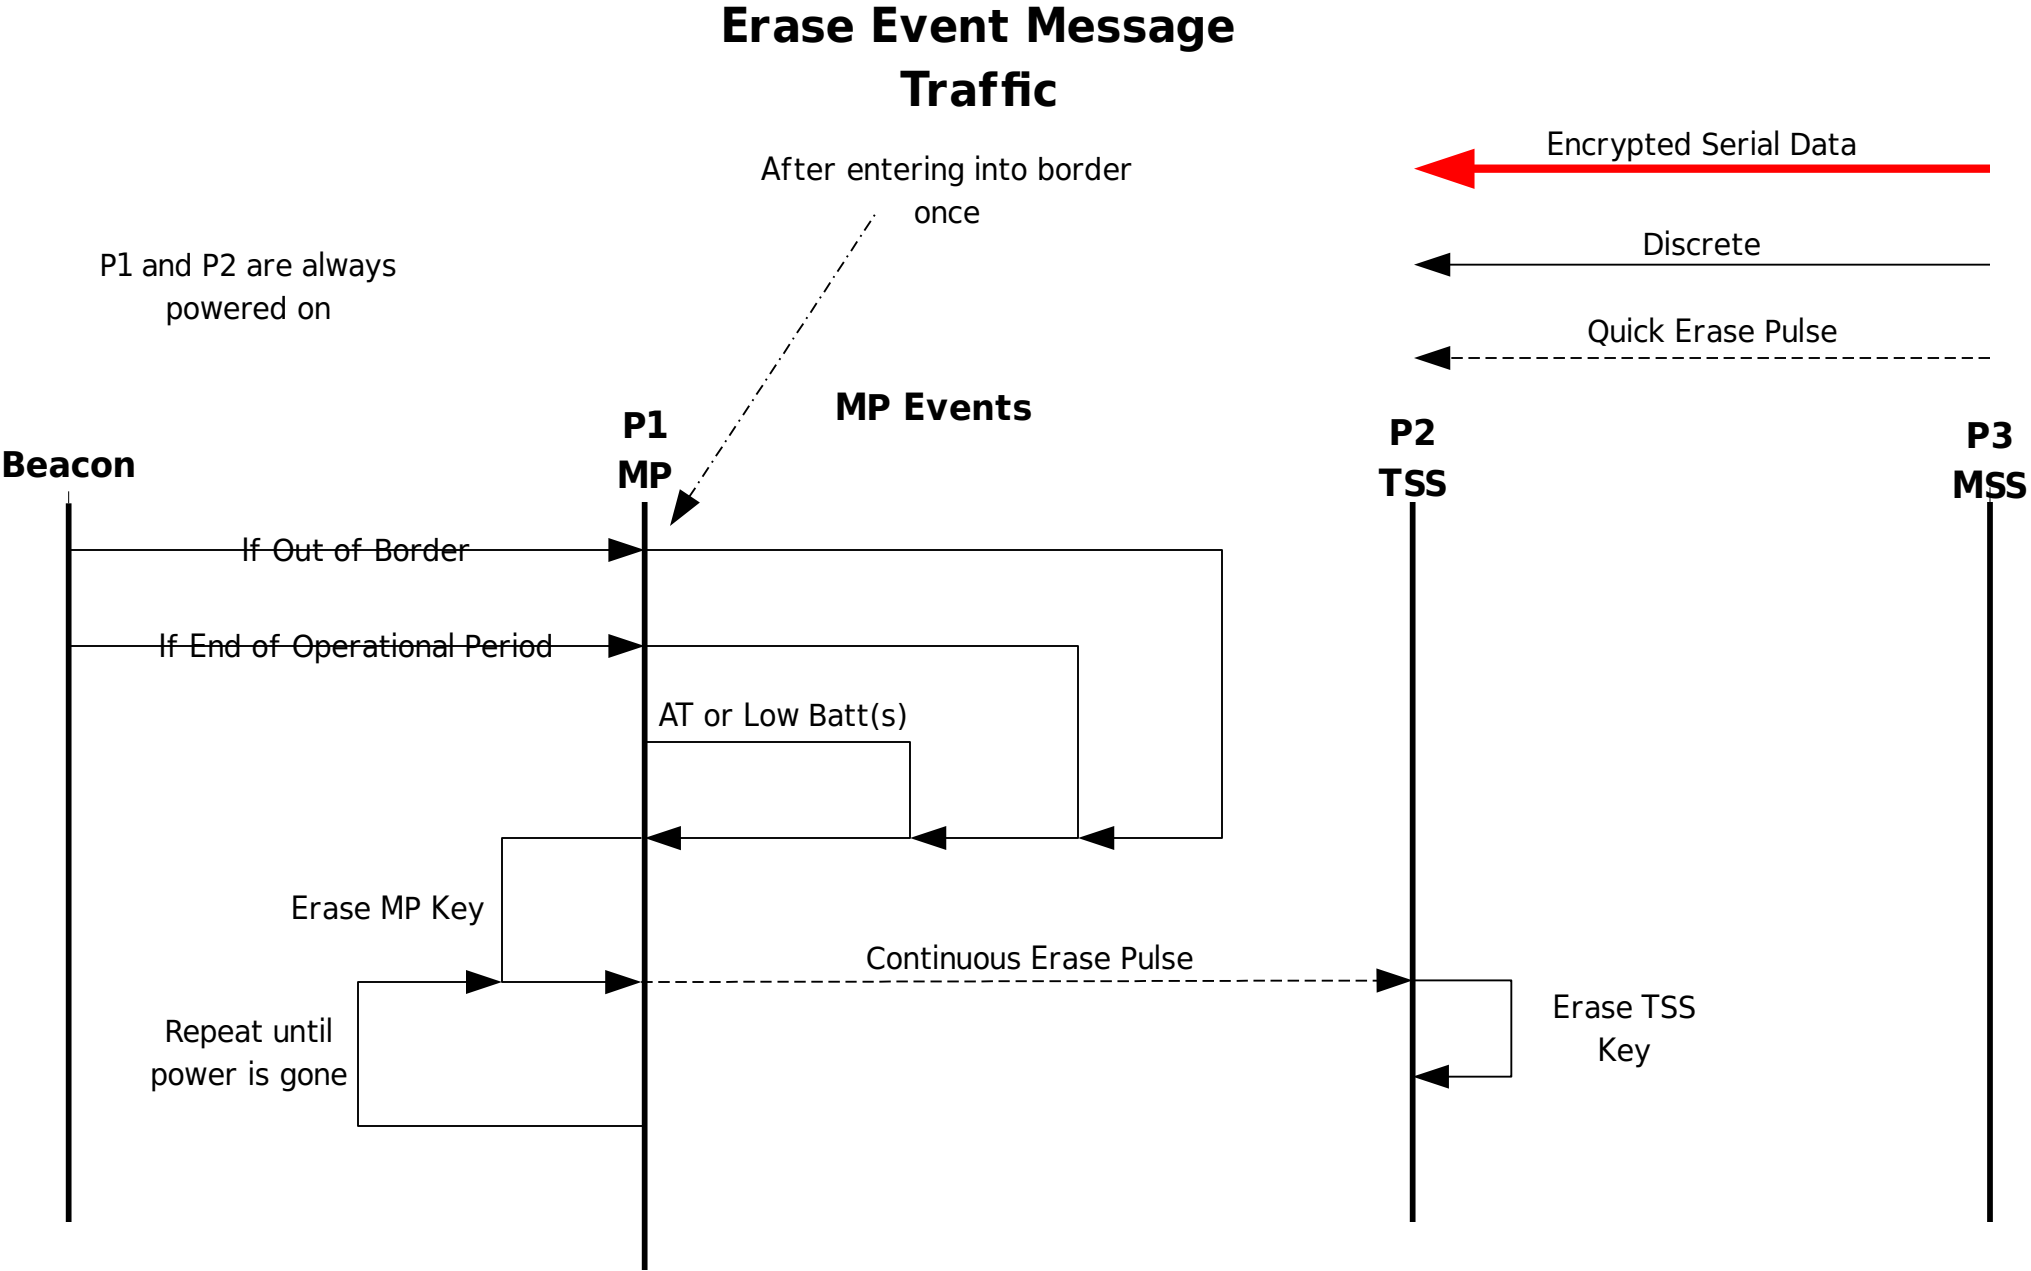 Erase Event Message
Traffic
After entering into border
once
Encrypted Serial Data
Discrete
Quick Erase Pulse
P1 and P2 are always
powered on
MP Events
Beacon
P1
MP
P2
TSS
P3
MSS
If Out of Border
If End of Operational Period
AT or Low Batt(s)
Erase MP Key
Continuous Erase Pulse
Erase TSS
Key
Repeat until
power is gone